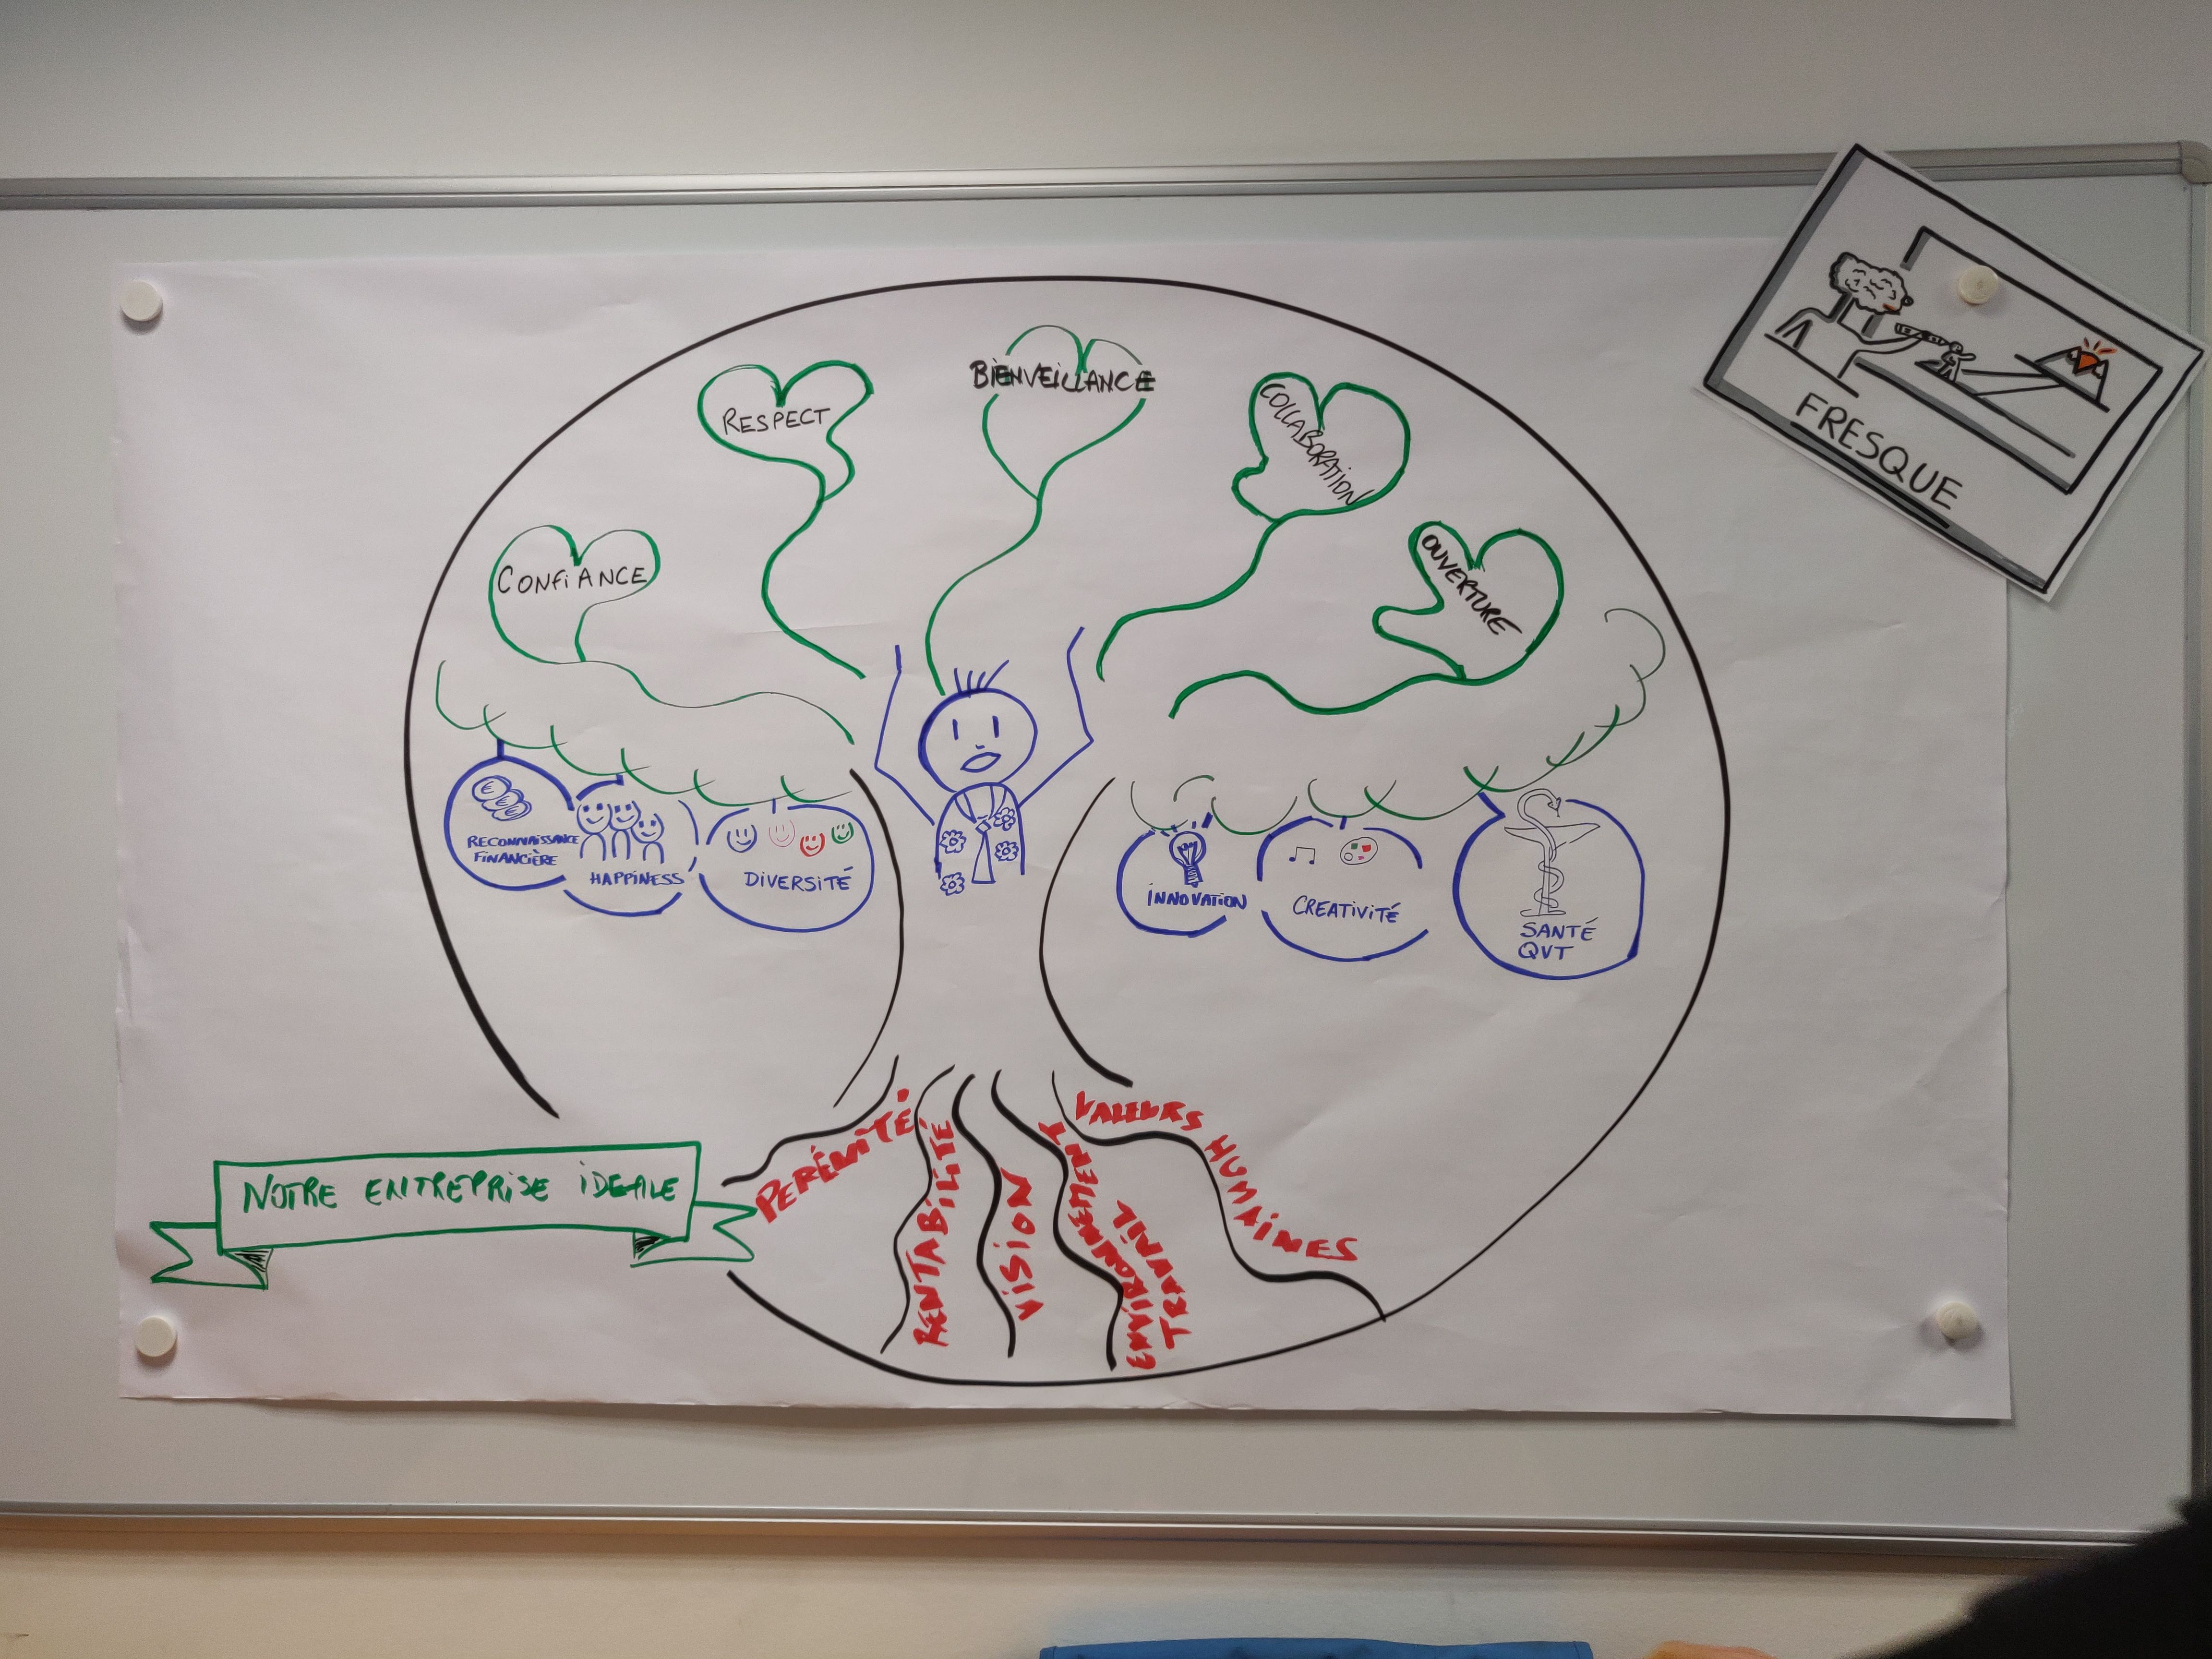 RESPECT
BIENVEILLANCE
COLLABORATION
CONFIANCE
OUVERTURE
FRESQUE
RECONNAISSANCE
FINANCIÈRE
HAPPINESS
DIVERSITÉ
INNOVATION
CREATIVITÉ
SANTÉ
QVT
NOTRE ENTREPRISE IDEALE
PERÉNITÉ
RENTABILITÉ
VISION
ENVIRONNEMENT
TRAVAIL
VALEURS HUMAINES